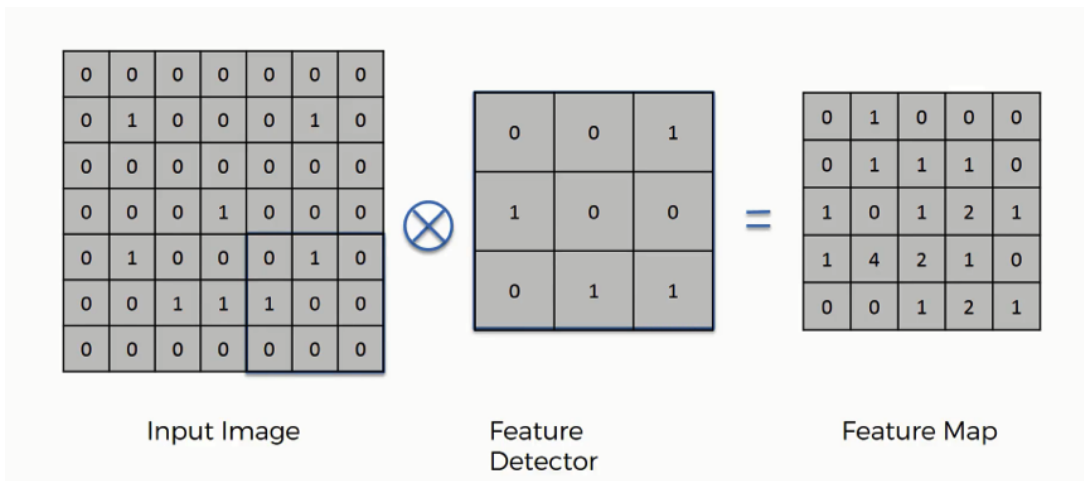 0 0 0 0 0 0 0
0 1 0 0 0 1 0
0 0 0 0 0 0 0
0 0 0 1 0 0 0
0 1 0 0 0 1 0
0 0 1 1 1 0 0
0 0 0 0 0 0 0
Input Image
0 0 1
1 0 0
0 1 1
Feature
Detector
=
0 1 0 0 0
0 1 1 1 0
1 0 1 2 1
1 4 2 1 0
0 0 1 2 1
Feature Map